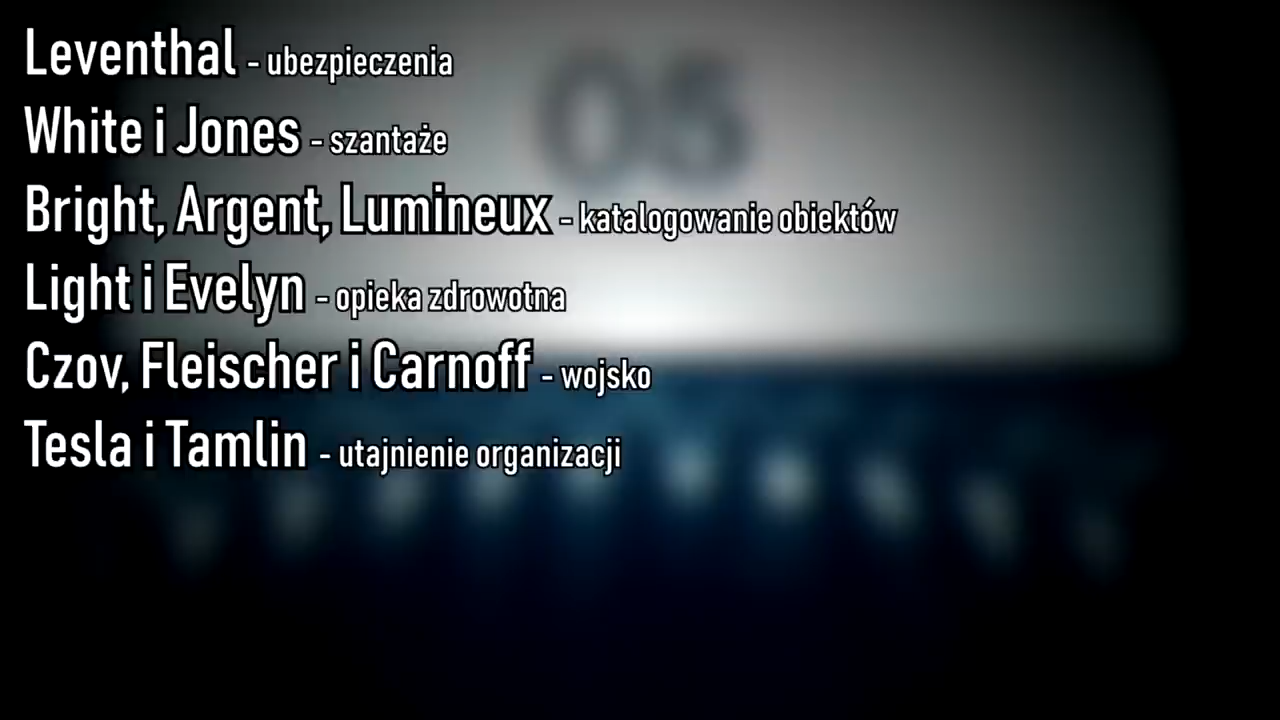 Leventhal - ubezpieczenia
White i Jones - szantaże
Bright, Argent, Lumineux - katalogowanie obiektów
Light i Evelyn - opieka zdrowotna
Czov, Fleischer i Carnoff - wojsko
Tesla i Tamlin - utajnienie organizacji